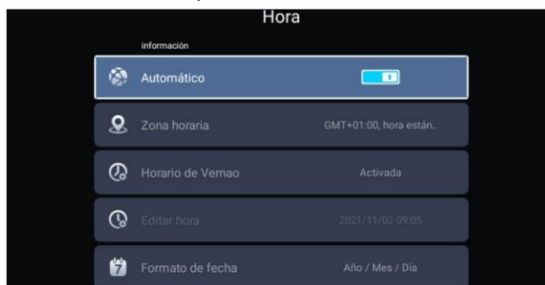 Hora
información
Automático
Zona horaria GMT+01:00, hora están..
Horario de Vernao Activada
Editar hora 2021/11/02 09:05
7
Formato de fecha Año / Mes / Día